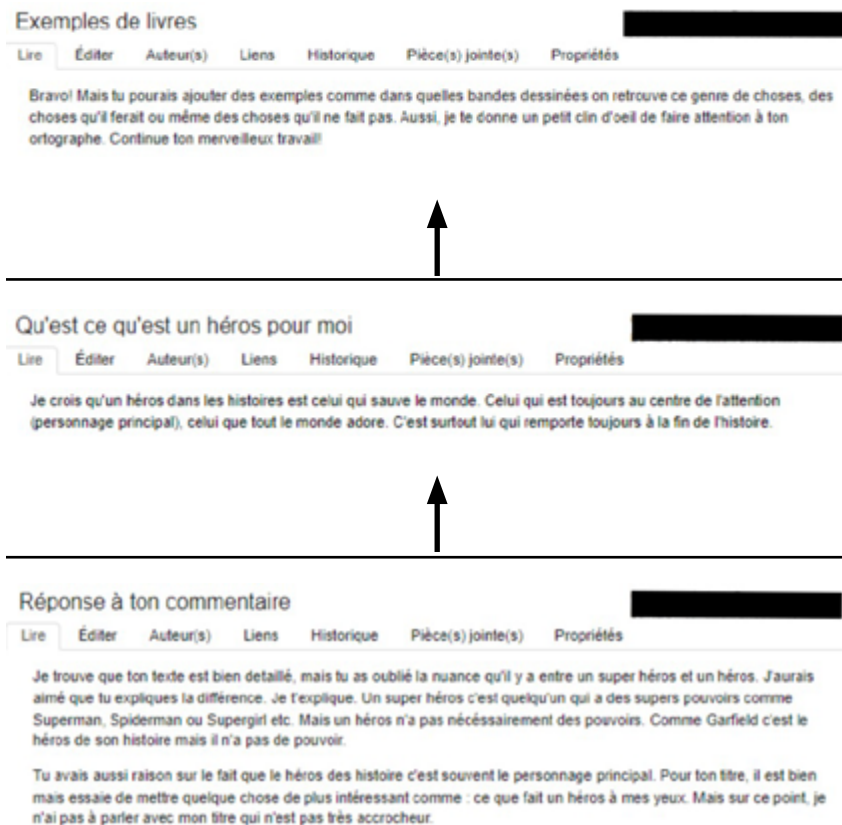 Exemples de livres
Lire Éditer Auteur(s) Liens Historique Pièce(s) jointe(s) Propriétés
Bravo! Mais tu pourais ajouter des exemples comme dans quelles bandes dessinées on retrouve ce genre de choses, des
choses qu'il ferait ou même des choses qu'il ne fait pas. Aussi, je te donne un petit clin d'oeil de faire attention à ton
ortographe. Continue ton merveilleux travail!
Qu'est ce qu'est un héros pour moi
Lire Éditer Auteur(s) Liens Historique Pièce(s) jointe(s) Propriétés
Je crois qu'un héros dans les histoires est celui qui sauve le monde. Celui qui est toujours au centre de l'attention
(personnage principal), celui que tout le monde adore. C'est surtout lui qui remporte toujours à la fin de l'histoire.
Réponse à ton commentaire
Lire Éditer Auteur(s) Liens Historique Pièce(s) jointe(s) Propriétés
Je trouve que ton texte est bien detaillé, mais tu as oublié la nuance qu'il y a entre un super héros et un héros. J'aurais
aimé que tu expliques la différence. Je t'explique. Un super héros c'est quelqu'un qui a des supers pouvoirs comme
Superman, Spiderman ou Supergirl etc. Mais un héros n'a pas nécéssairement des pouvoirs. Comme Garfield c'est le
héros de son histoire mais il n'a pas de pouvoir.
Tu avais aussi raison sur le fait que le héros des histoire c'est souvent le personnage principal. Pour ton titre, il est bien
mais essaie de mettre quelque chose de plus intéressant comme : ce que fait un héros à mes yeux. Mais sur ce point, je
n'ai pas à parler avec mon titre qui n'est pas très accrocheur.